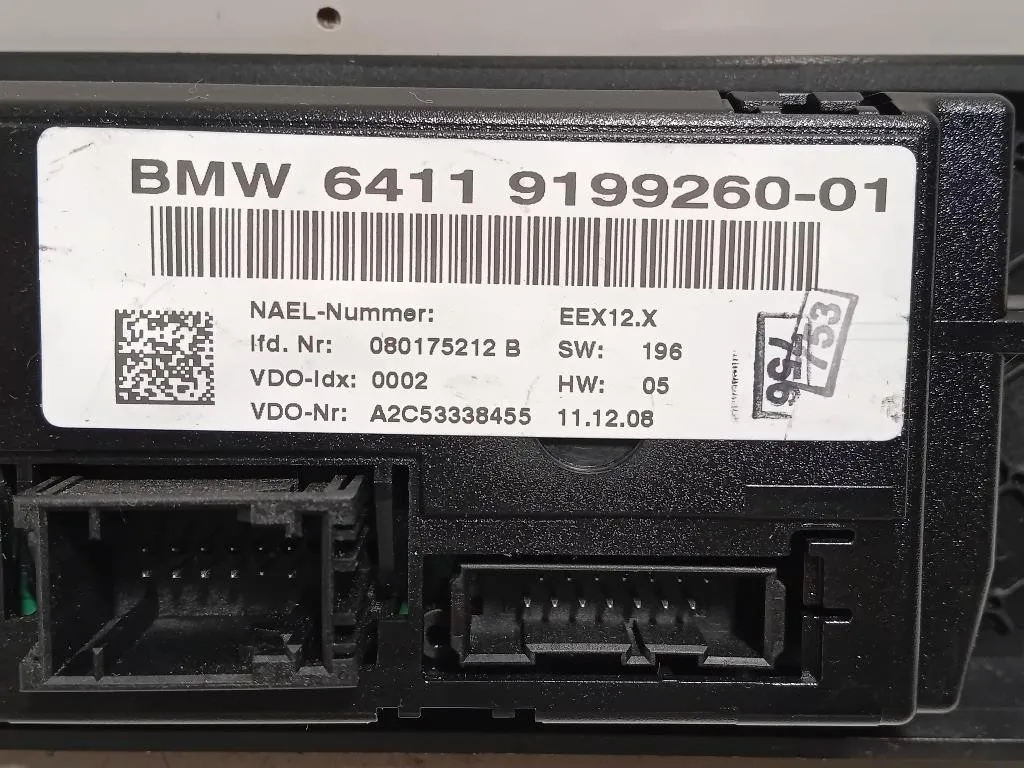 BMW 6411 9199260-01
NAEL-Nummer: EEX12.X
lfd. Nr: 080175212 B SW: 196
VDO-Idx: 0002 HW: 05
VDO-Nr: A2C53338455 11.12.08
753